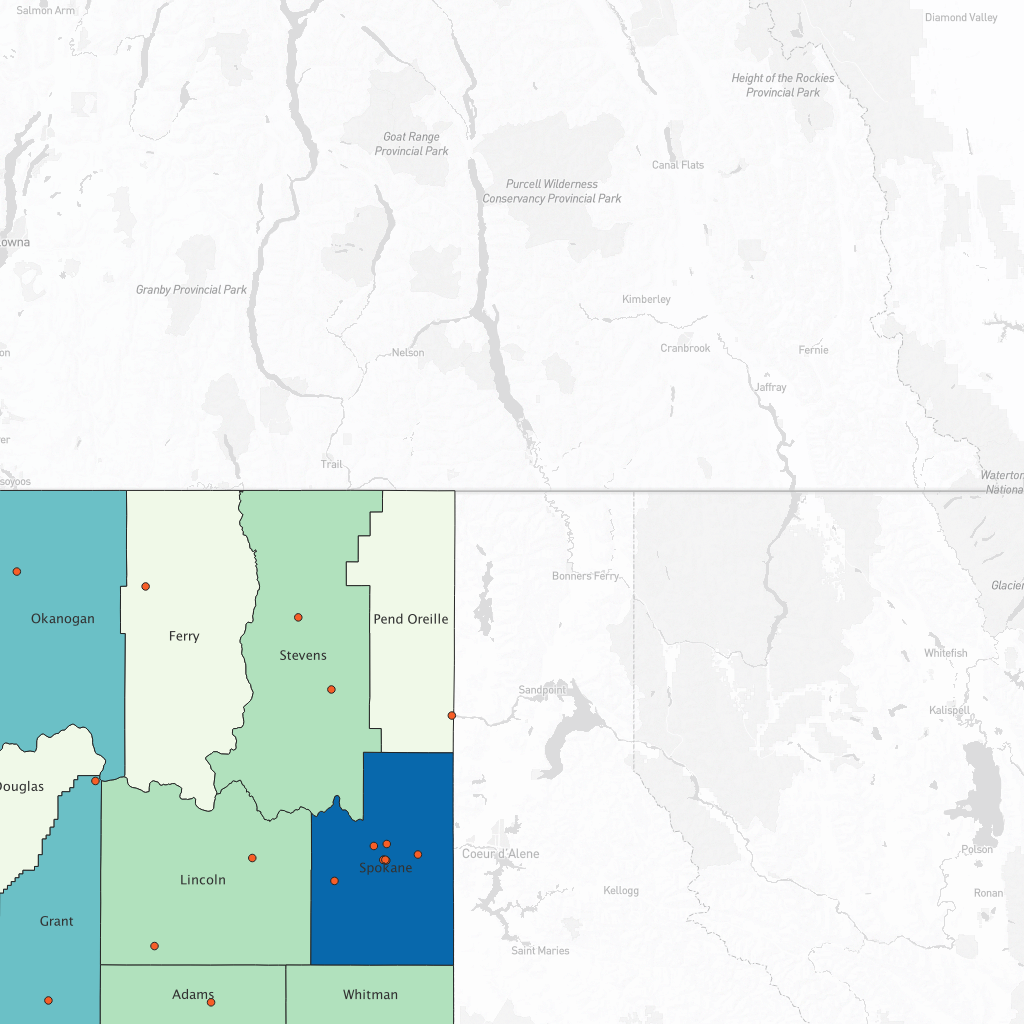 Salmon Arm
Diamond Valley
Height of the Rockies
Provincial Park
Goat Range
Provincial Park
Canal Flats
Purcell Wilderness
Conservancy Provincial Park
owna
Granby Provincial Park
Kimberley
on
Nelson
Cranbrook
Fernie
Jaffray
er
Trail
soyoos
Waterton
Nationa
Bonners Ferry
Glacier
Okanogan
Pend Oreille
Ferry
Stevens
Whitefish
Sandpoint
Kalispell
Douglas
Polson
Coeur d'Alene
Spokane
Lincoln
Kellogg
Ronan
Grant
Saint Maries
Adams
Whitman